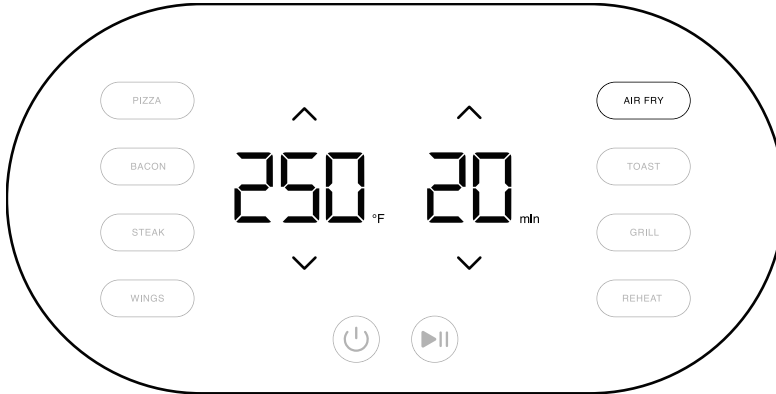 PIZZA
AIR FRY
BACON
TOAST
250 °F
20 min
STEAK
GRILL
WINGS
REHEAT